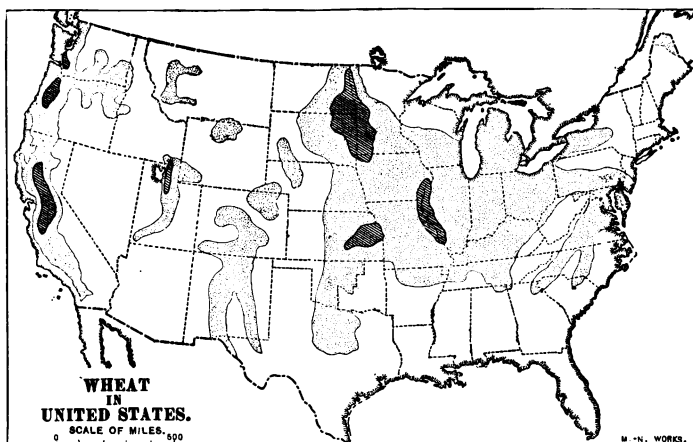 WHEAT
IN
UNITED STATES.
SCALE OF MILES.
0 500
M.-N. WORKS.